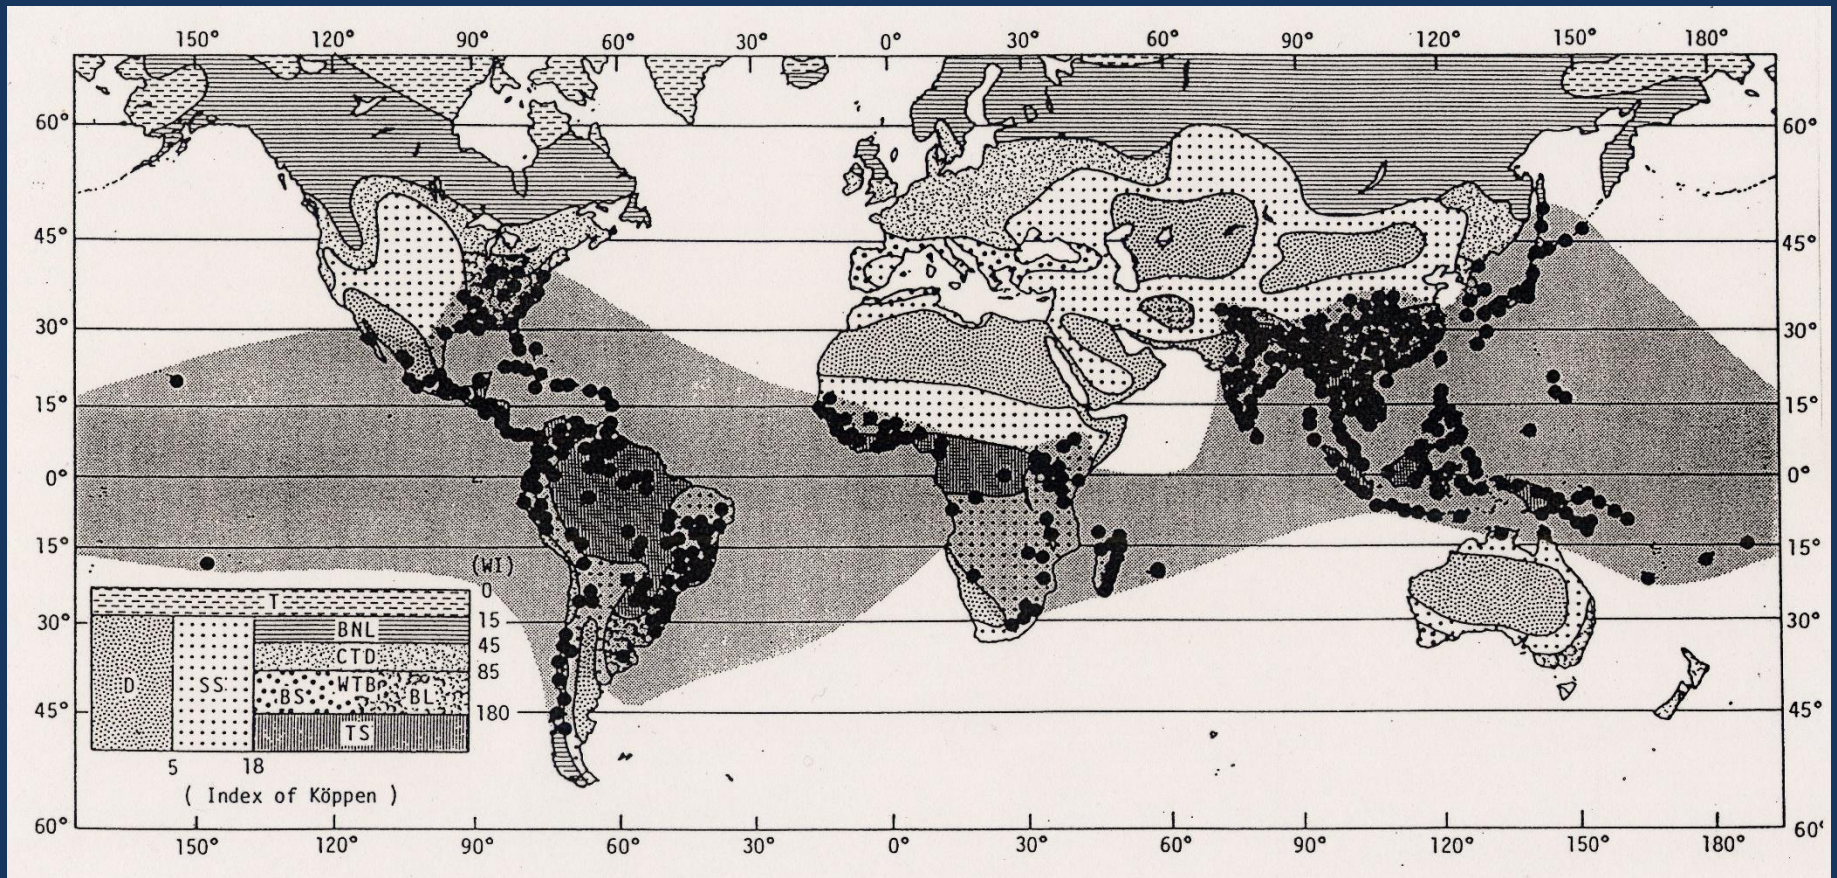 150° 120° 90° 60° 30° 0° 30° 60° 90° 120° 150° 180°
60° 60°
45° 45°
30° 30°
15° 15°
0° 0°
15° 15°
(WI)
T 0
30° 15 30°
BNL
45
CTD
85
D SS BS WTB BL
45° 180 45°
TS
5 18
( Index of Köppen )
60° 60°
150° 120° 90° 60° 30° 0° 30° 60° 90° 120° 150° 180°